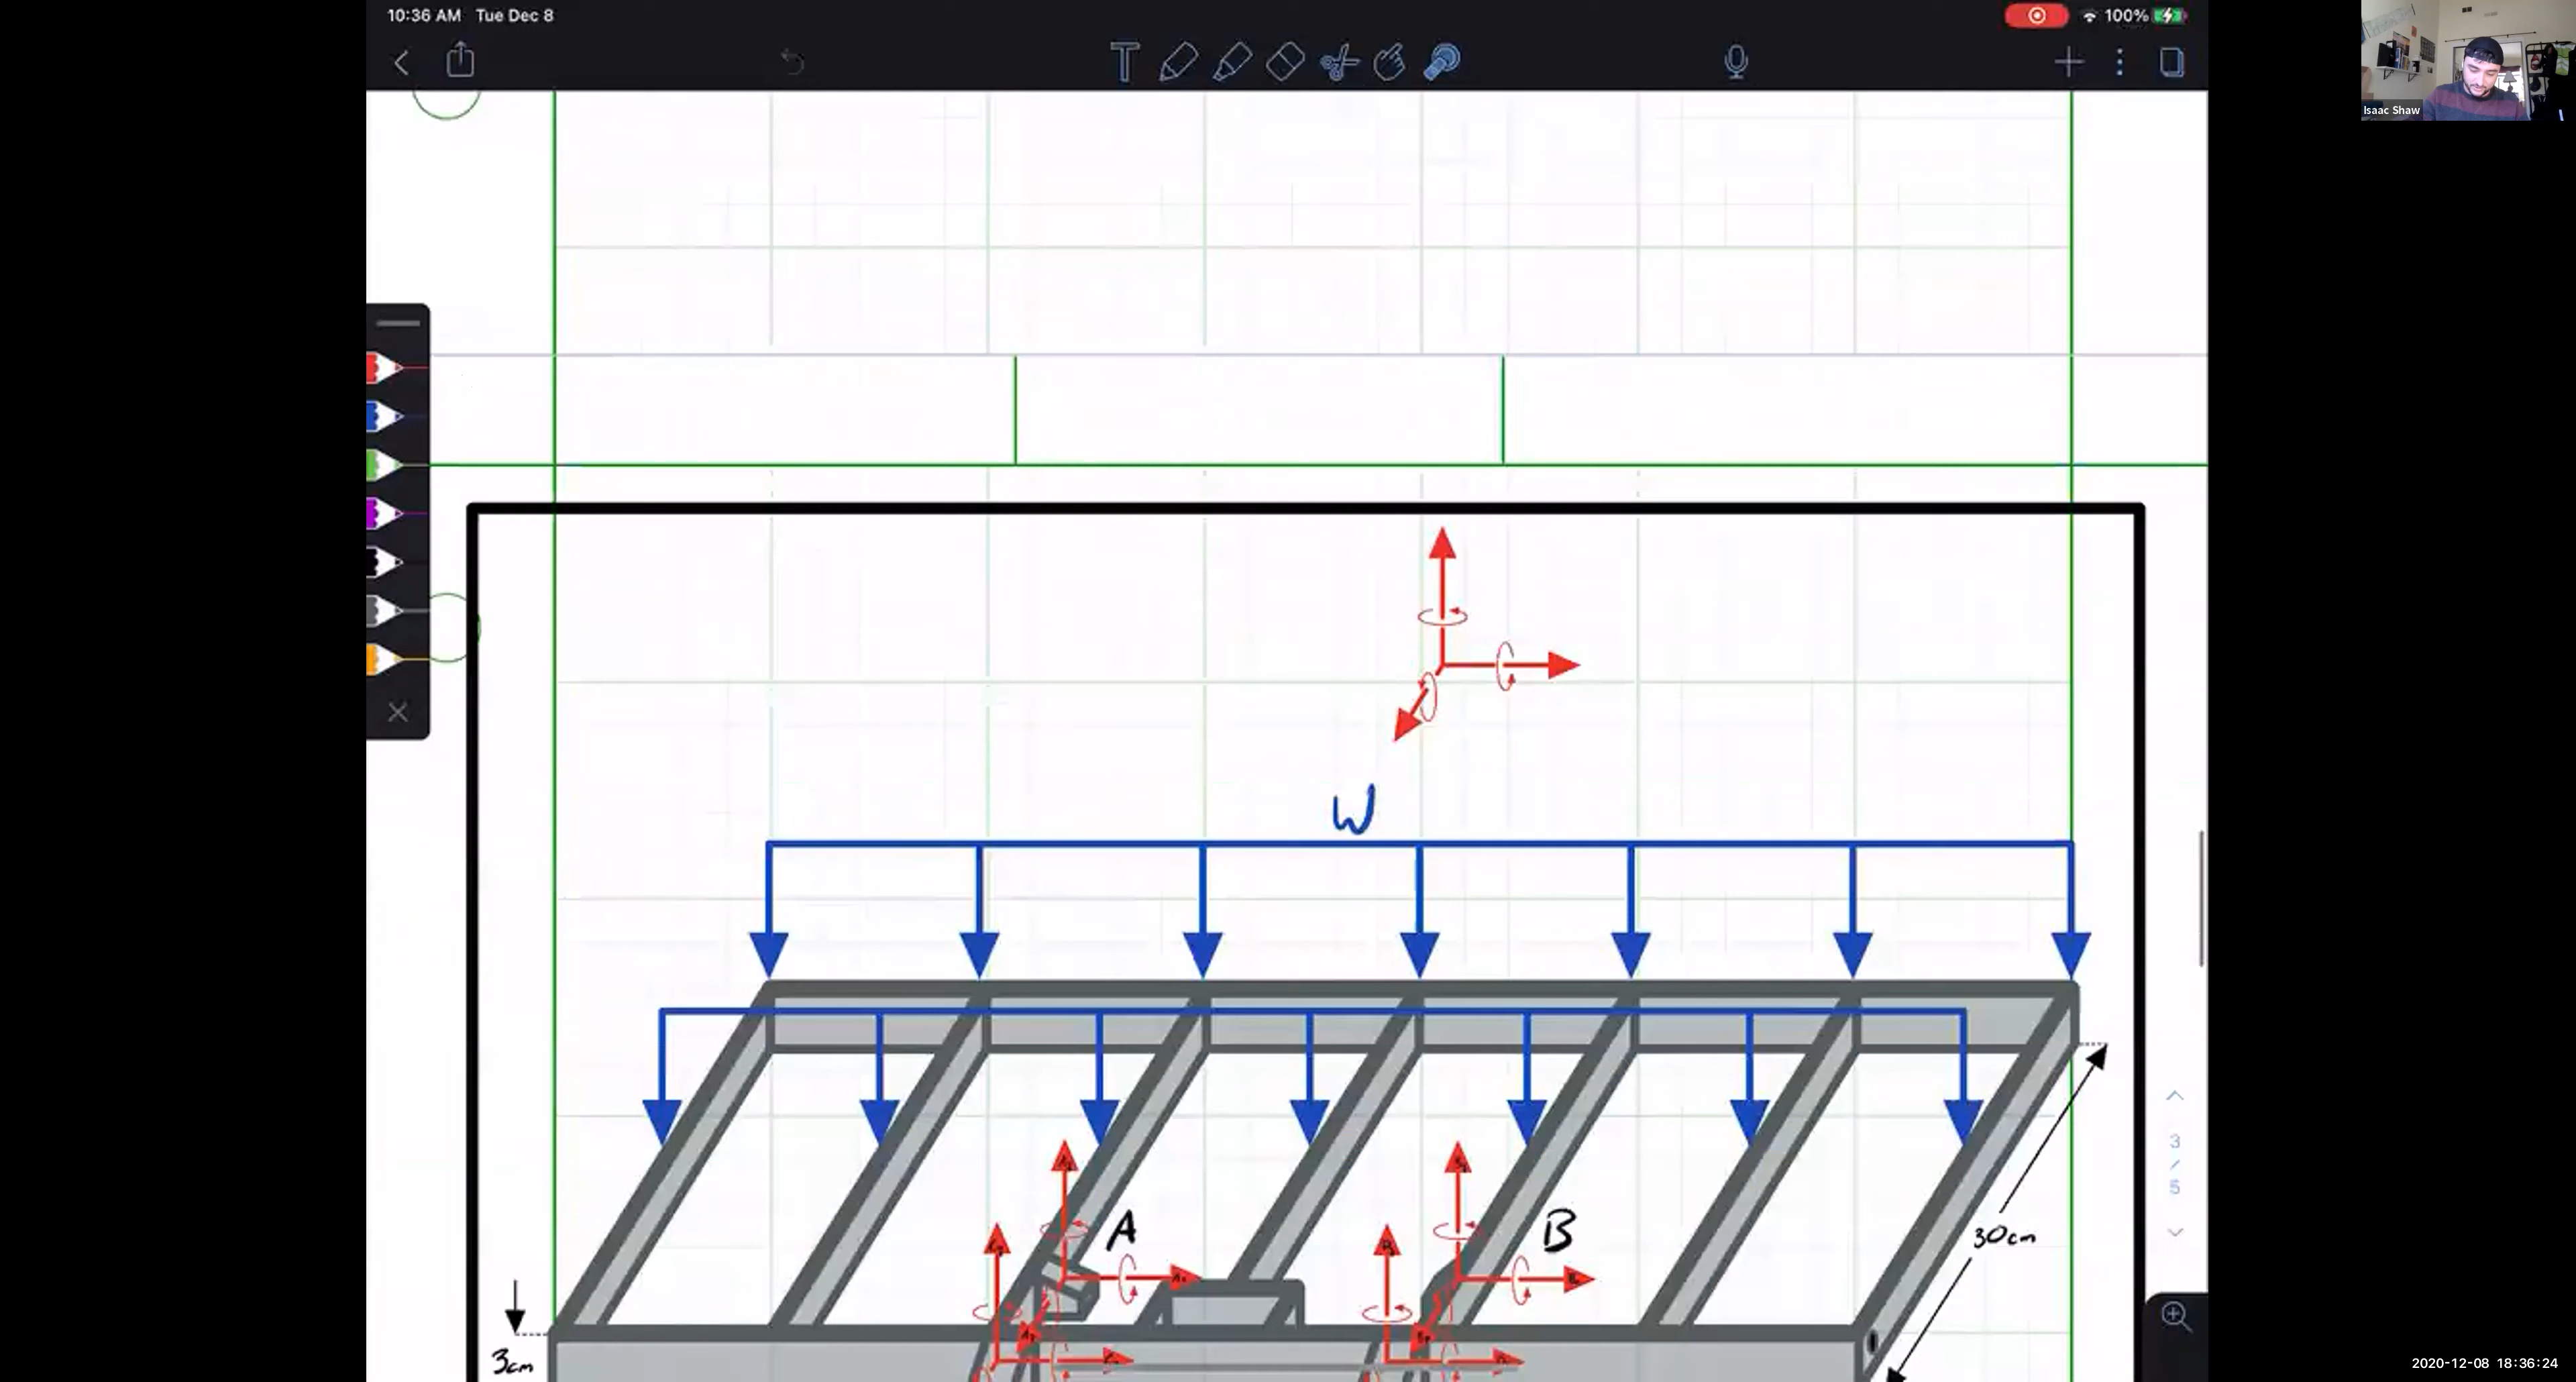 10:36 AM Tue Dec 8
100%
Isaac Shaw
W
A
B
30cm
3cm
3
/
5
2020-12-08 18:36:24